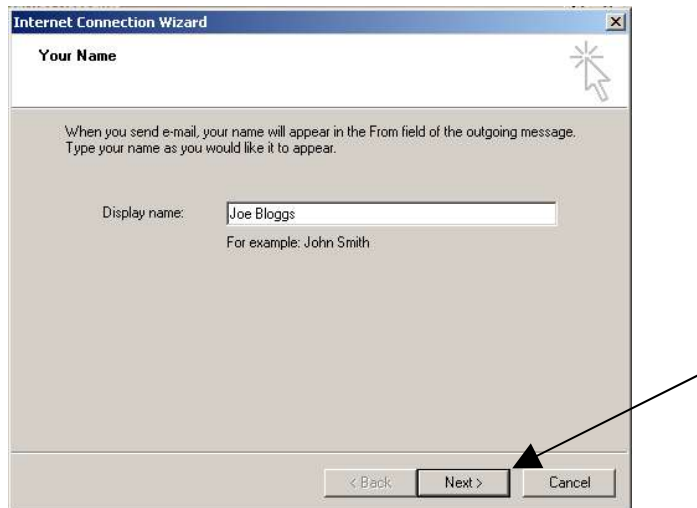 Internet Connection Wizard
Your Name
When you send e-mail, your name will appear in the From field of the outgoing message.
Type your name as you would like it to appear.
Display name: Joe Bloggs
For example: John Smith
< Back Next > Cancel